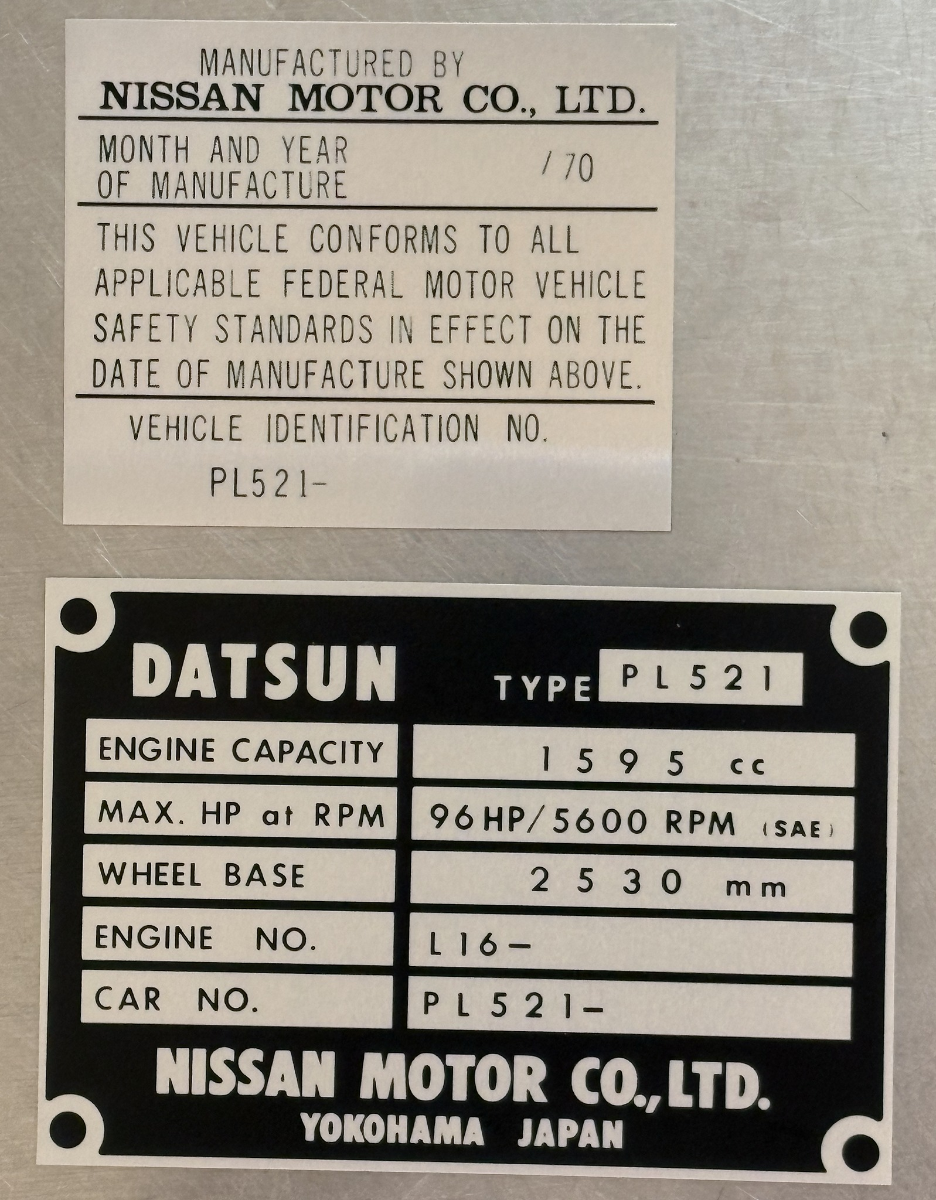 MANUFACTURED BY
NISSAN MOTOR CO., LTD.
MONTH AND YEAR
OF MANUFACTURE
/ 70
THIS VEHICLE CONFORMS TO ALL
APPLICABLE FEDERAL MOTOR VEHICLE
SAFETY STANDARDS IN EFFECT ON THE
DATE OF MANUFACTURE SHOWN ABOVE.
VEHICLE IDENTIFICATION NO.
PL521-
DATSUN TYPE PL521
ENGINE CAPACITY 1595 cc
MAX. HP at RPM 96HP/5600 RPM (SAE)
WHEEL BASE 2530 mm
ENGINE NO. L16-
CAR NO. PL521-
NISSAN MOTOR CO.,LTD.
YOKOHAMA JAPAN